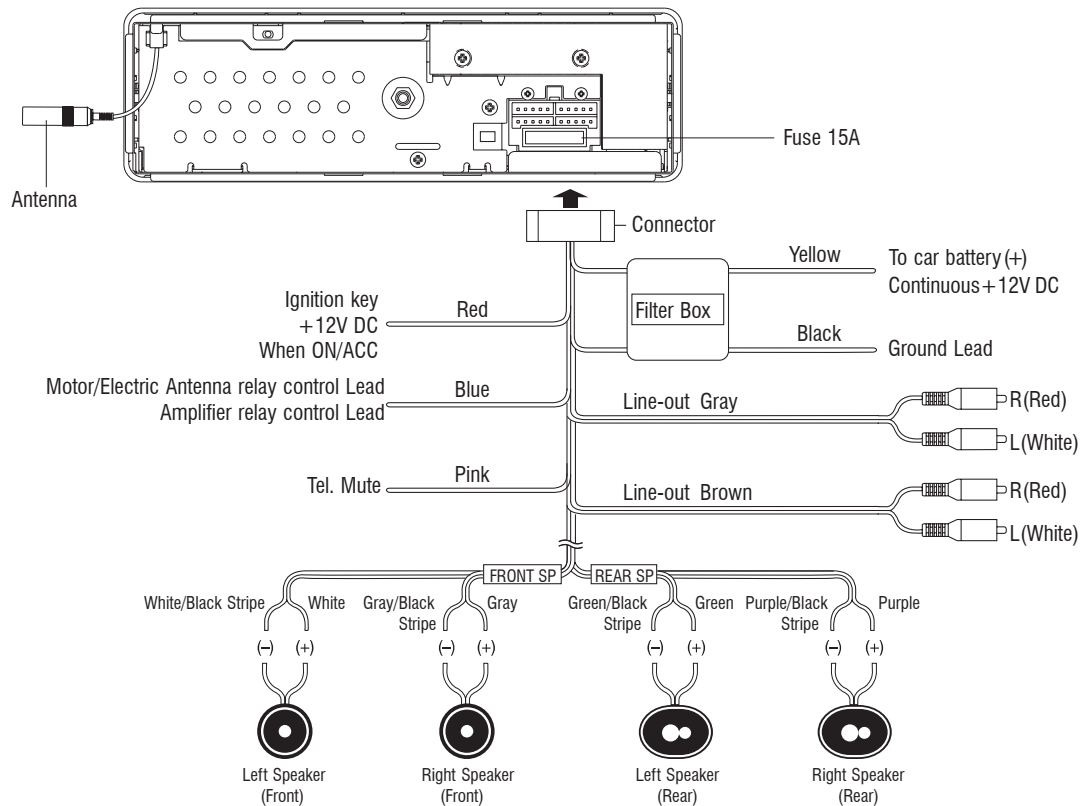 Fuse 15A
Antenna
Connector
Yellow
To car battery (+)
Continuous+12V DC
Ignition key
+12V DC
When ON/ACC
Red
Filter Box
Black
Ground Lead
Motor/Electric Antenna relay control Lead
Amplifier relay control Lead
Blue
Line-out Gray
R(Red)
L(White)
Tel. Mute
Pink
Line-out Brown
R(Red)
L(White)
FRONT SP
REAR SP
White/Black Stripe
White
Gray/Black
Stripe
Gray
Green/Black
Stripe
Green
Purple/Black
Stripe
Purple
(–)
(+)
(–)
(+)
(–)
(+)
(–)
(+)
Left Speaker
(Front)
Right Speaker
(Front)
Left Speaker
(Rear)
Right Speaker
(Rear)